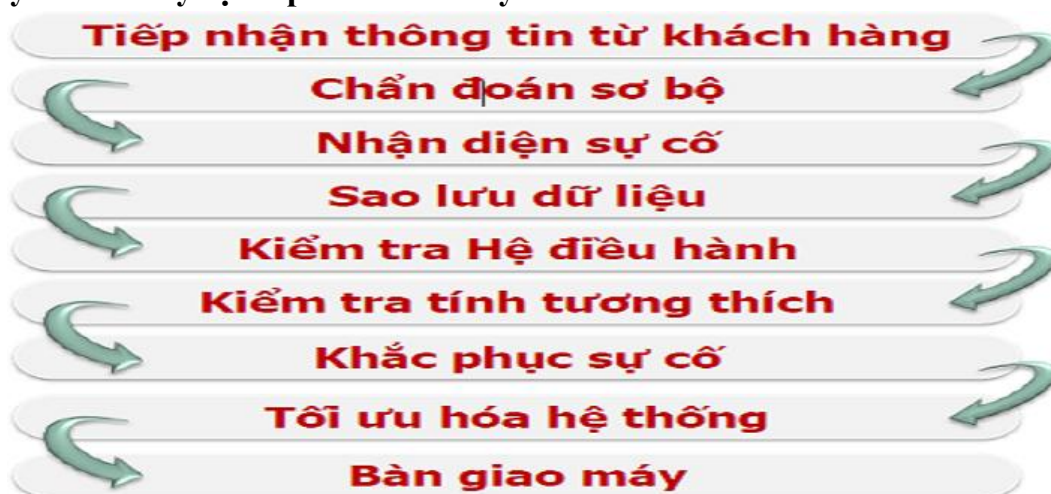 Tiếp nhận thông tin từ khách hàng
Chẩn đoán sơ bộ
Nhận diện sự cố
Sao lưu dữ liệu
Kiểm tra Hệ điều hành
Kiểm tra tính tương thích
Khắc phục sự cố
Tối ưu hóa hệ thống
Bàn giao máy